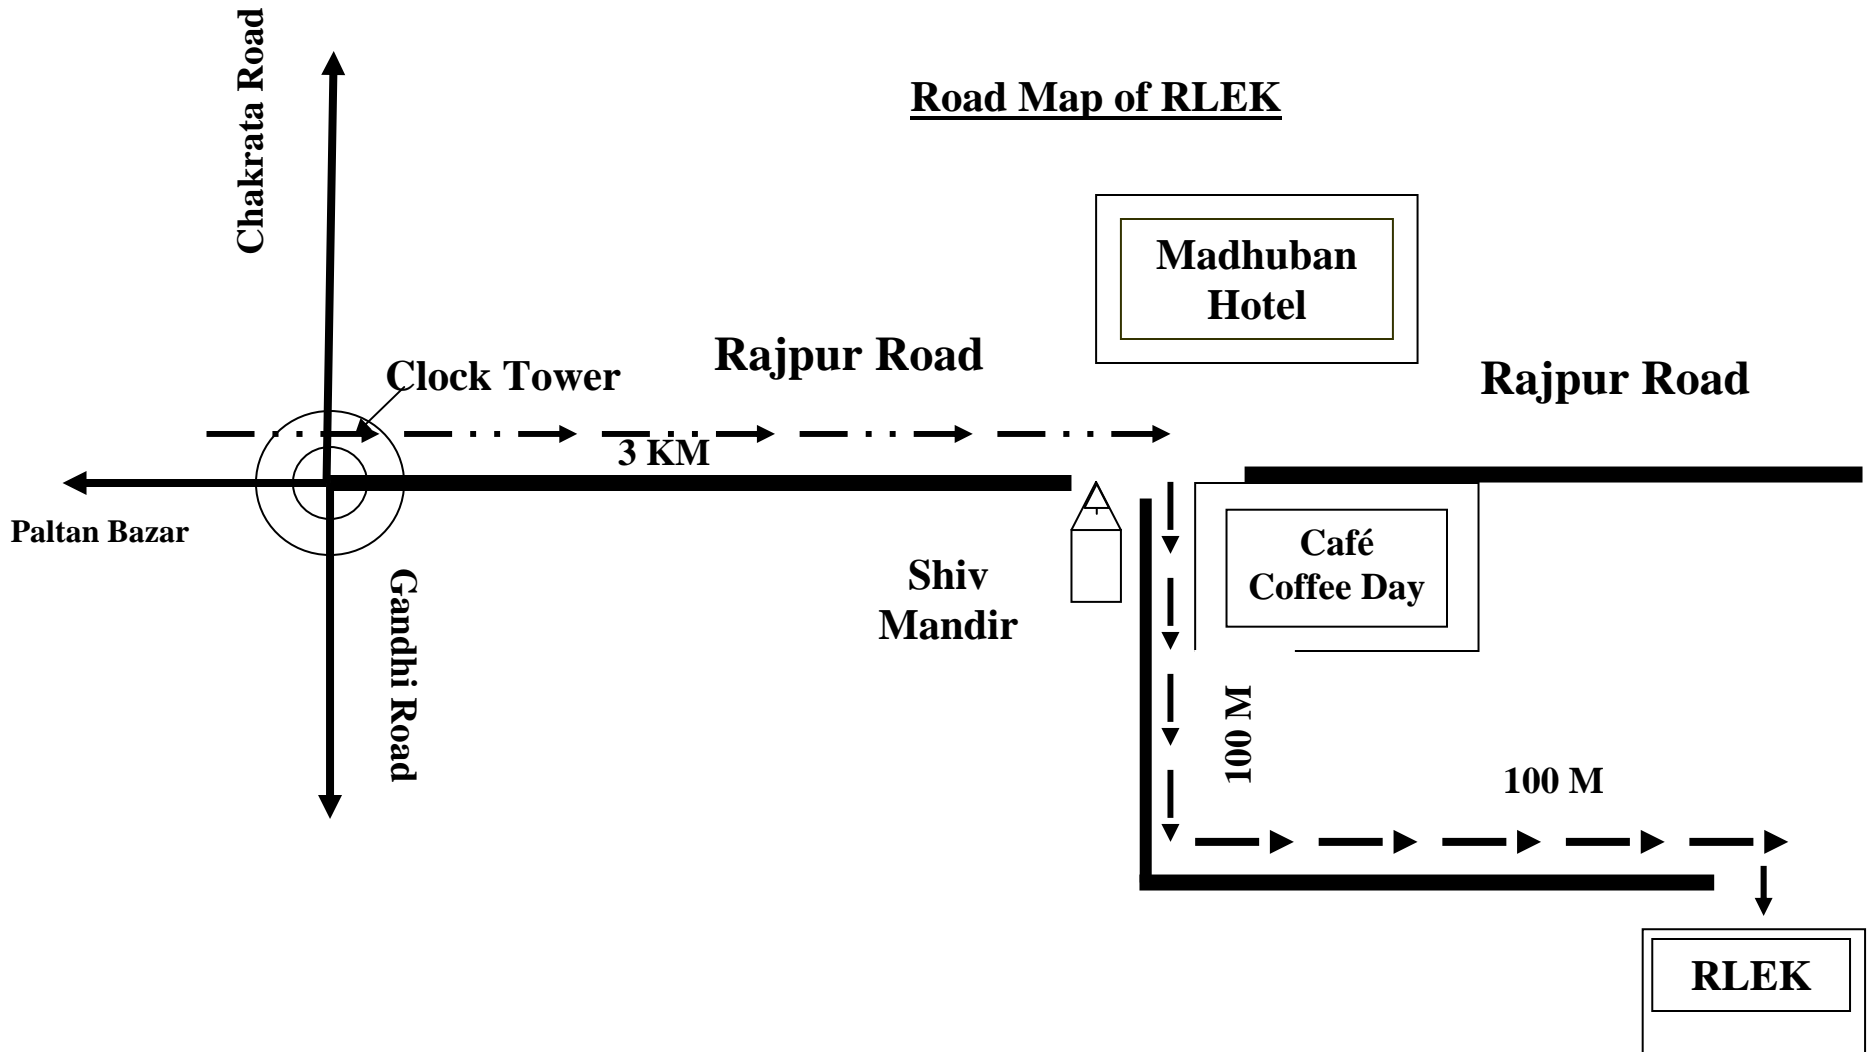 Chakrata Road
Road Map of RLEK
Madhuban
Hotel
Rajpur Road
Clock Tower
Rajpur Road
3 KM
Paltan Bazar
Café
Coffee Day
Shiv
Mandir
Gandhi Road
100 M
100 M
RLEK